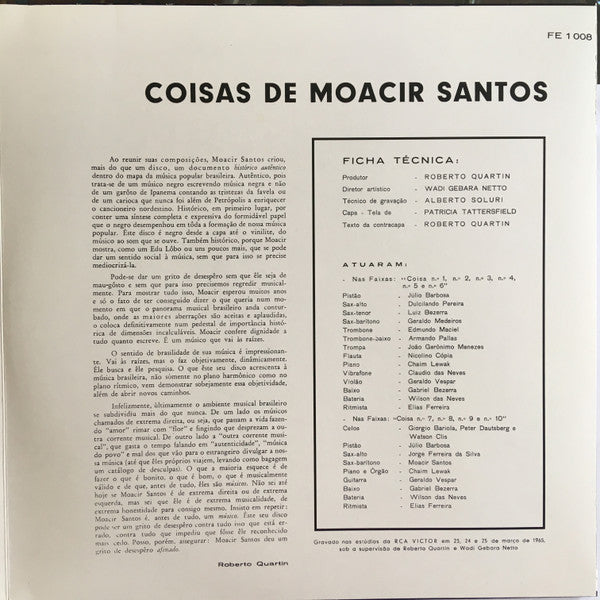 FE 1 008
COISAS DE MOACIR SANTOS
Ao reunir suas composições, Moacir Santos criou,
mais do que um disco, um documento histórico autêntico
dentro do mapa da música popular brasileira. Autêntico, pois
trata-se de um músico negro escrevendo música negra e não
de um garôto de Ipanema contando as tristezas da favela ou
de um carioca que nunca foi além de Petrópolis a enriquecer
o cancioneiro nordestino. Histórico, em primeiro lugar, por
conter uma síntese completa e expressiva do formidável papel
que o negro desempenhou em tôda a formação de nossa música
popular. Este disco é negro desde a capa até o vinilite, do
músico ao som que se ouve. Também histórico, porque Moacir
mostra, como um Edu Lôbo ou uns poucos mais, que se pode
dar um sentido social à música, sem que para isso se precise
mediocrizá-la.
Pode-se dar um grito de desespêro sem que êle seja de
mau-gôsto e sem que para isso precisemos regredir musical-
mente. Para mostrar tudo isso, Moacir esperou muitos anos
e só o fato de ter conseguido dizer o que queria num mo-
mento em que o panorama musical brasileiro anda contur-
bado, onde as maiores aberrações são aceitas e aplaudidas,
o coloca definitivamente num pedestal de importância histó-
rica de dimensões incalculáveis. Moacir confere dignidade a
tudo quanto escreve. É um músico que vai às raízes.
O sentido de brasilidade de sua música é impressionan-
te. Vai às raízes, mas o faz objetivamente, dinâmicamente.
Êle busca e êle pesquisa. O que êste seu disco acrescenta à
música brasileira, não sòmente no plano harmônico como no
plano rítmico, vem demonstrar sobejamente essa objetividade,
além de abrir novos caminhos.
Infelizmente, ùltimamente o ambiente musical brasileiro
se subdividiu mais do que nunca. De um lado os músicos
chamados de extrema direita, ou seja, que passam a vida fazen-
do "amor" rimar com "flor" e fingindo que desprezam a ou-
tra corrente musical. De outro lado a "outra corrente musi-
cal", que gasta o tempo falando em "autenticidade", "música
do povo" e mal dos que vão para o estrangeiro divulgar a nos-
sa música (até que êles próprios viajem, levando como bagagem
um catálogo de desculpas). O que a maioria esquece é de
fazer o que é bonito, o que é bom, o que é musicalmente
válido e de que, antes de tudo, êles são músicos. Não sei até
hoje se Moacir Santos é de extrema direita ou de extrema
esquerda, mas sei que êle é de extrema musicalidade, de
extrema honestidade para consigo mesmo. Insisto em repetir:
Moacir Santos é, antes de tudo, um músico. Êste seu disco
pode ser um grito de desespêro contra tudo isso que está er-
rado, contra tudo que impediu que fôsse êle reconhecido
mais cedo. Posso, porém, assegurar: Moacir Santos deu um
grito de desespêro afinado.
Roberto Quartin
FICHA TÉCNICA:
Produtor - ROBERTO QUARTIN
Diretor artístico - WADI GEBARA NETTO
Técnico de gravação - ALBERTO SOLURI
Capa - Tela de - PATRICIA TATTERSFIELD
Texto da contracapa - ROBERTO QUARTIN
ATUARAM:
- Nas Faixas: "Coisa n.º 1, n.º 2, n.º 3, n.º 4,
n.º 5 e n.º 6"
Pistão - Júlio Barbosa
Sax-alto - Dulcilando Pereira
Sax-tenor - Luiz Bezerra
Sax-barítono - Geraldo Medeiros
Trombone - Edmundo Maciel
Trombone-baixo - Armando Pallas
Trompa - João Gerônimo Menezes
Flauta - Nicolino Cópia
Piano - Chaim Lewak
Vibrafone - Claudio das Neves
Violão - Geraldo Vespar
Baixo - Gabriel Bezerra
Bateria - Wilson das Neves
Ritmista - Elias Ferreira
- Nas Faixas: "Coisa n.º 7, n.º 8, n.º 9 e n.º 10"
Celos - Giorgio Bariola, Peter Dautsberg e
Watson Clis
Pistão - Júlio Barbosa
Sax-alto - Jorge Ferreira da Silva
Sax-barítono - Moacir Santos
Piano e Órgão - Chaim Lewak
Guitarra - Geraldo Vespar
Baixo - Gabriel Bezerra
Bateria - Wilson das Neves
Ritmista - Elias Ferreira
Gravado nos estúdios da RCA VICTOR em 23, 24 e 25 de março de 1965,
sob a supervisão de Roberto Quartin e Wadi Gebara Netto